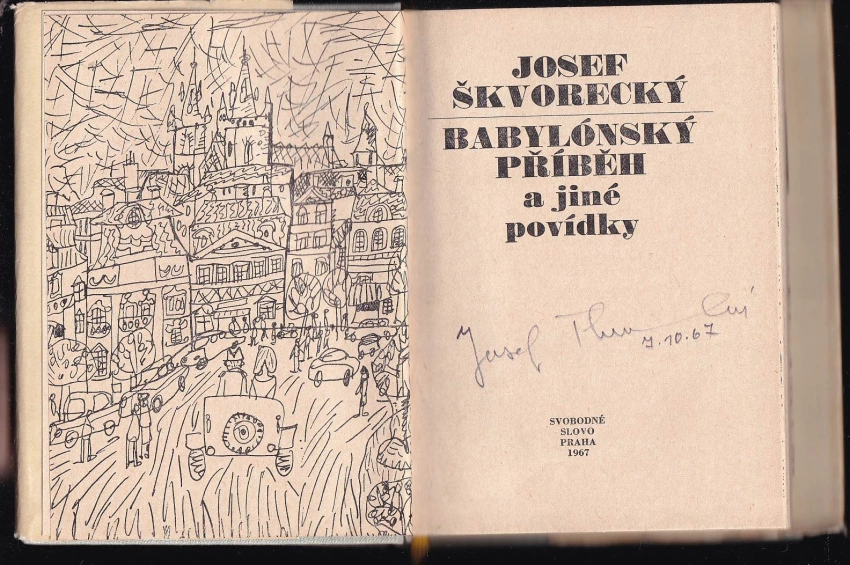 JOSEF
ŠKVORECKÝ
BABYLÓNSKÝ
PŘÍBĚH
a jiné
povídky
Josef
7.10.67
SVOBODNÉ
SLOVO
PRAHA
1967